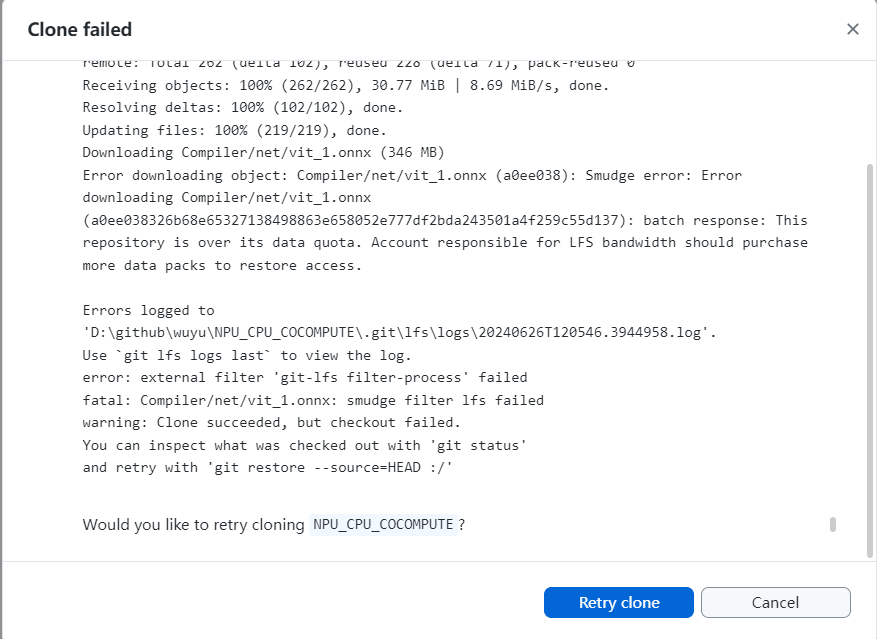 Clone failed
remote: Total 262 (delta 102), reused 228 (delta 71), pack-reused 0
Receiving objects: 100% (262/262), 30.77 MiB | 8.69 MiB/s, done.
Resolving deltas: 100% (102/102), done.
Updating files: 100% (219/219), done.
Downloading Compiler/net/vit_1.onnx (346 MB)
Error downloading object: Compiler/net/vit_1.onnx (a0ee038): Smudge error: Error
downloading Compiler/net/vit_1.onnx
(a0ee038326b68e65327138498863e658052e777df2bda243501a4f259c55d137): batch response: This
repository is over its data quota. Account responsible for LFS bandwidth should purchase
more data packs to restore access.
Errors logged to
'D:\github\wuyu\NPU_CPU_COCOMPUTE\.git\lfs\logs\20240626T120546.3944958.log'.
Use `git lfs logs last` to view the log.
error: external filter 'git-lfs filter-process' failed
fatal: Compiler/net/vit_1.onnx: smudge filter lfs failed
warning: Clone succeeded, but checkout failed.
You can inspect what was checked out with 'git status'
and retry with 'git restore --source=HEAD :/'
Would you like to retry cloning NPU_CPU_COCOMPUTE?
Retry clone
Cancel